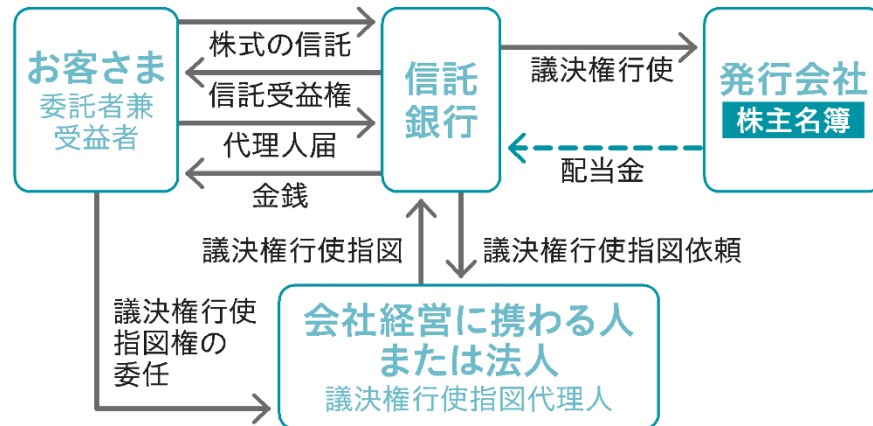 お客さま
委託者兼
受益者
株式の信託
信託受益権
代理人届
金銭
信託
銀行
議決権行使
配当金
発行会社
株主名簿
議決権行使指図
議決権行使指図依頼
議決権行使
指図権の
委任
会社経営に携わる人
または法人
議決権行使指図代理人